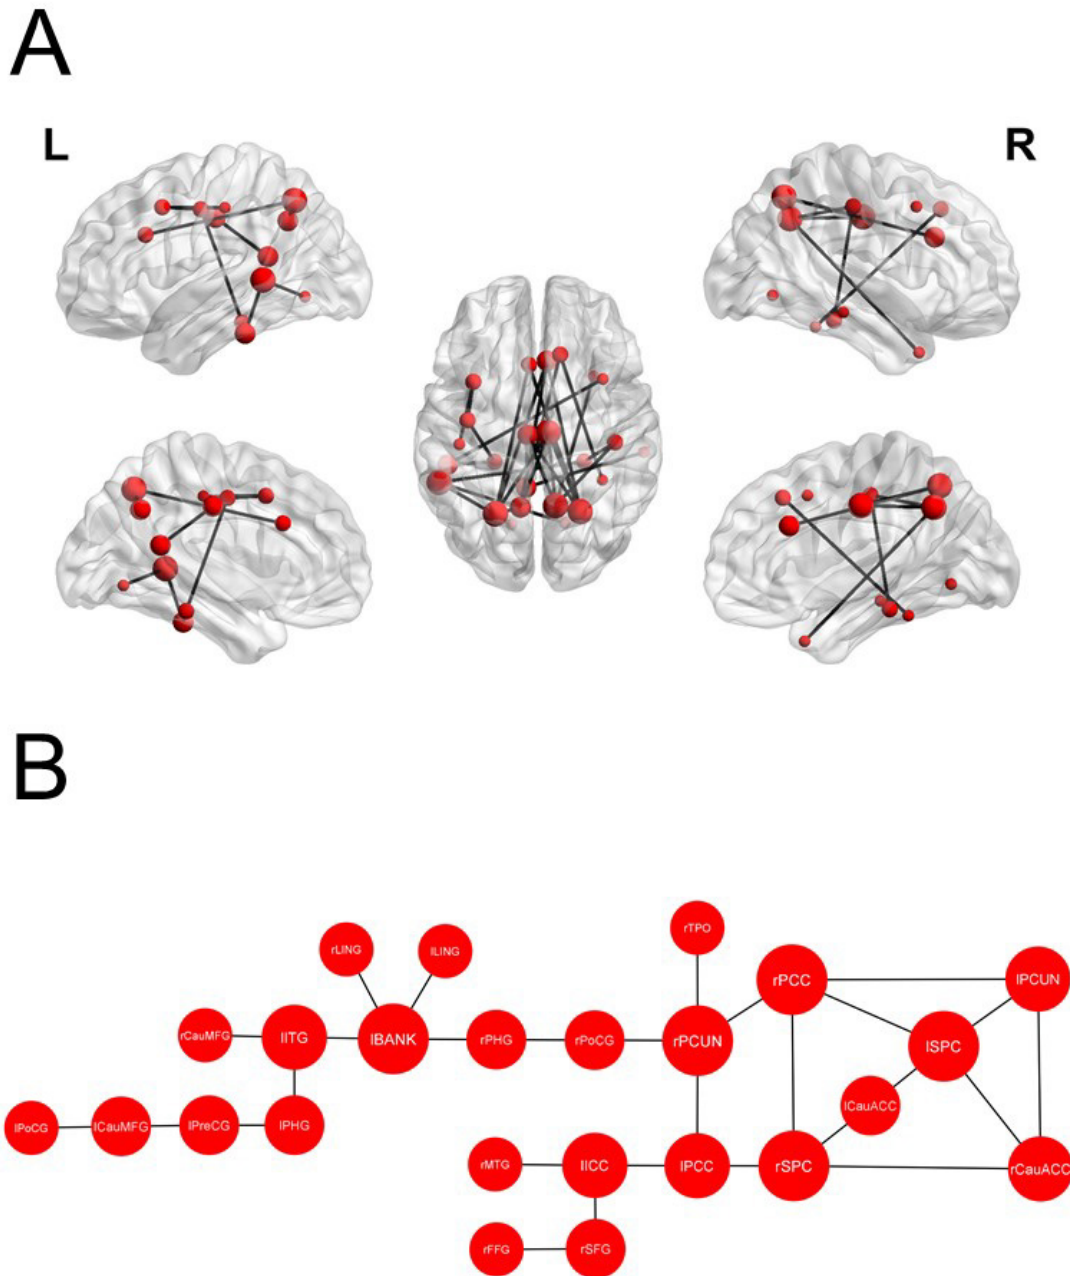 A
L
R
B
rTPO
rLING
lLING
rPCC
lPCUN
rCauMFG
lITG
lBANK
rPHG
rPoCG
rPCUN
lSPC
lCauACC
lPoCG
lCauMFG
lPreCG
lPHG
rMTG
lICC
lPCC
rSPC
rCauACC
rFFG
rSFG